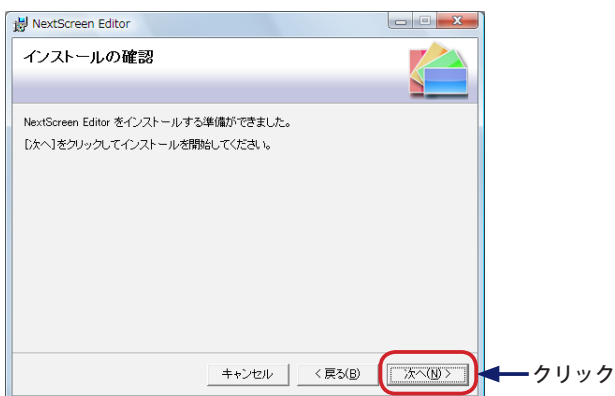 NextScreen Editor
インストールの確認
NextScreen Editor をインストールする準備ができました。
[次へ]をクリックしてインストールを開始してください。
キャンセル
< 戻る(B)
次へ(N) >
クリック